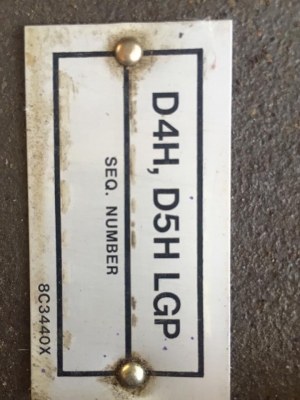 D4H, D5H LGP
SEQ. NUMBER
8C3440X